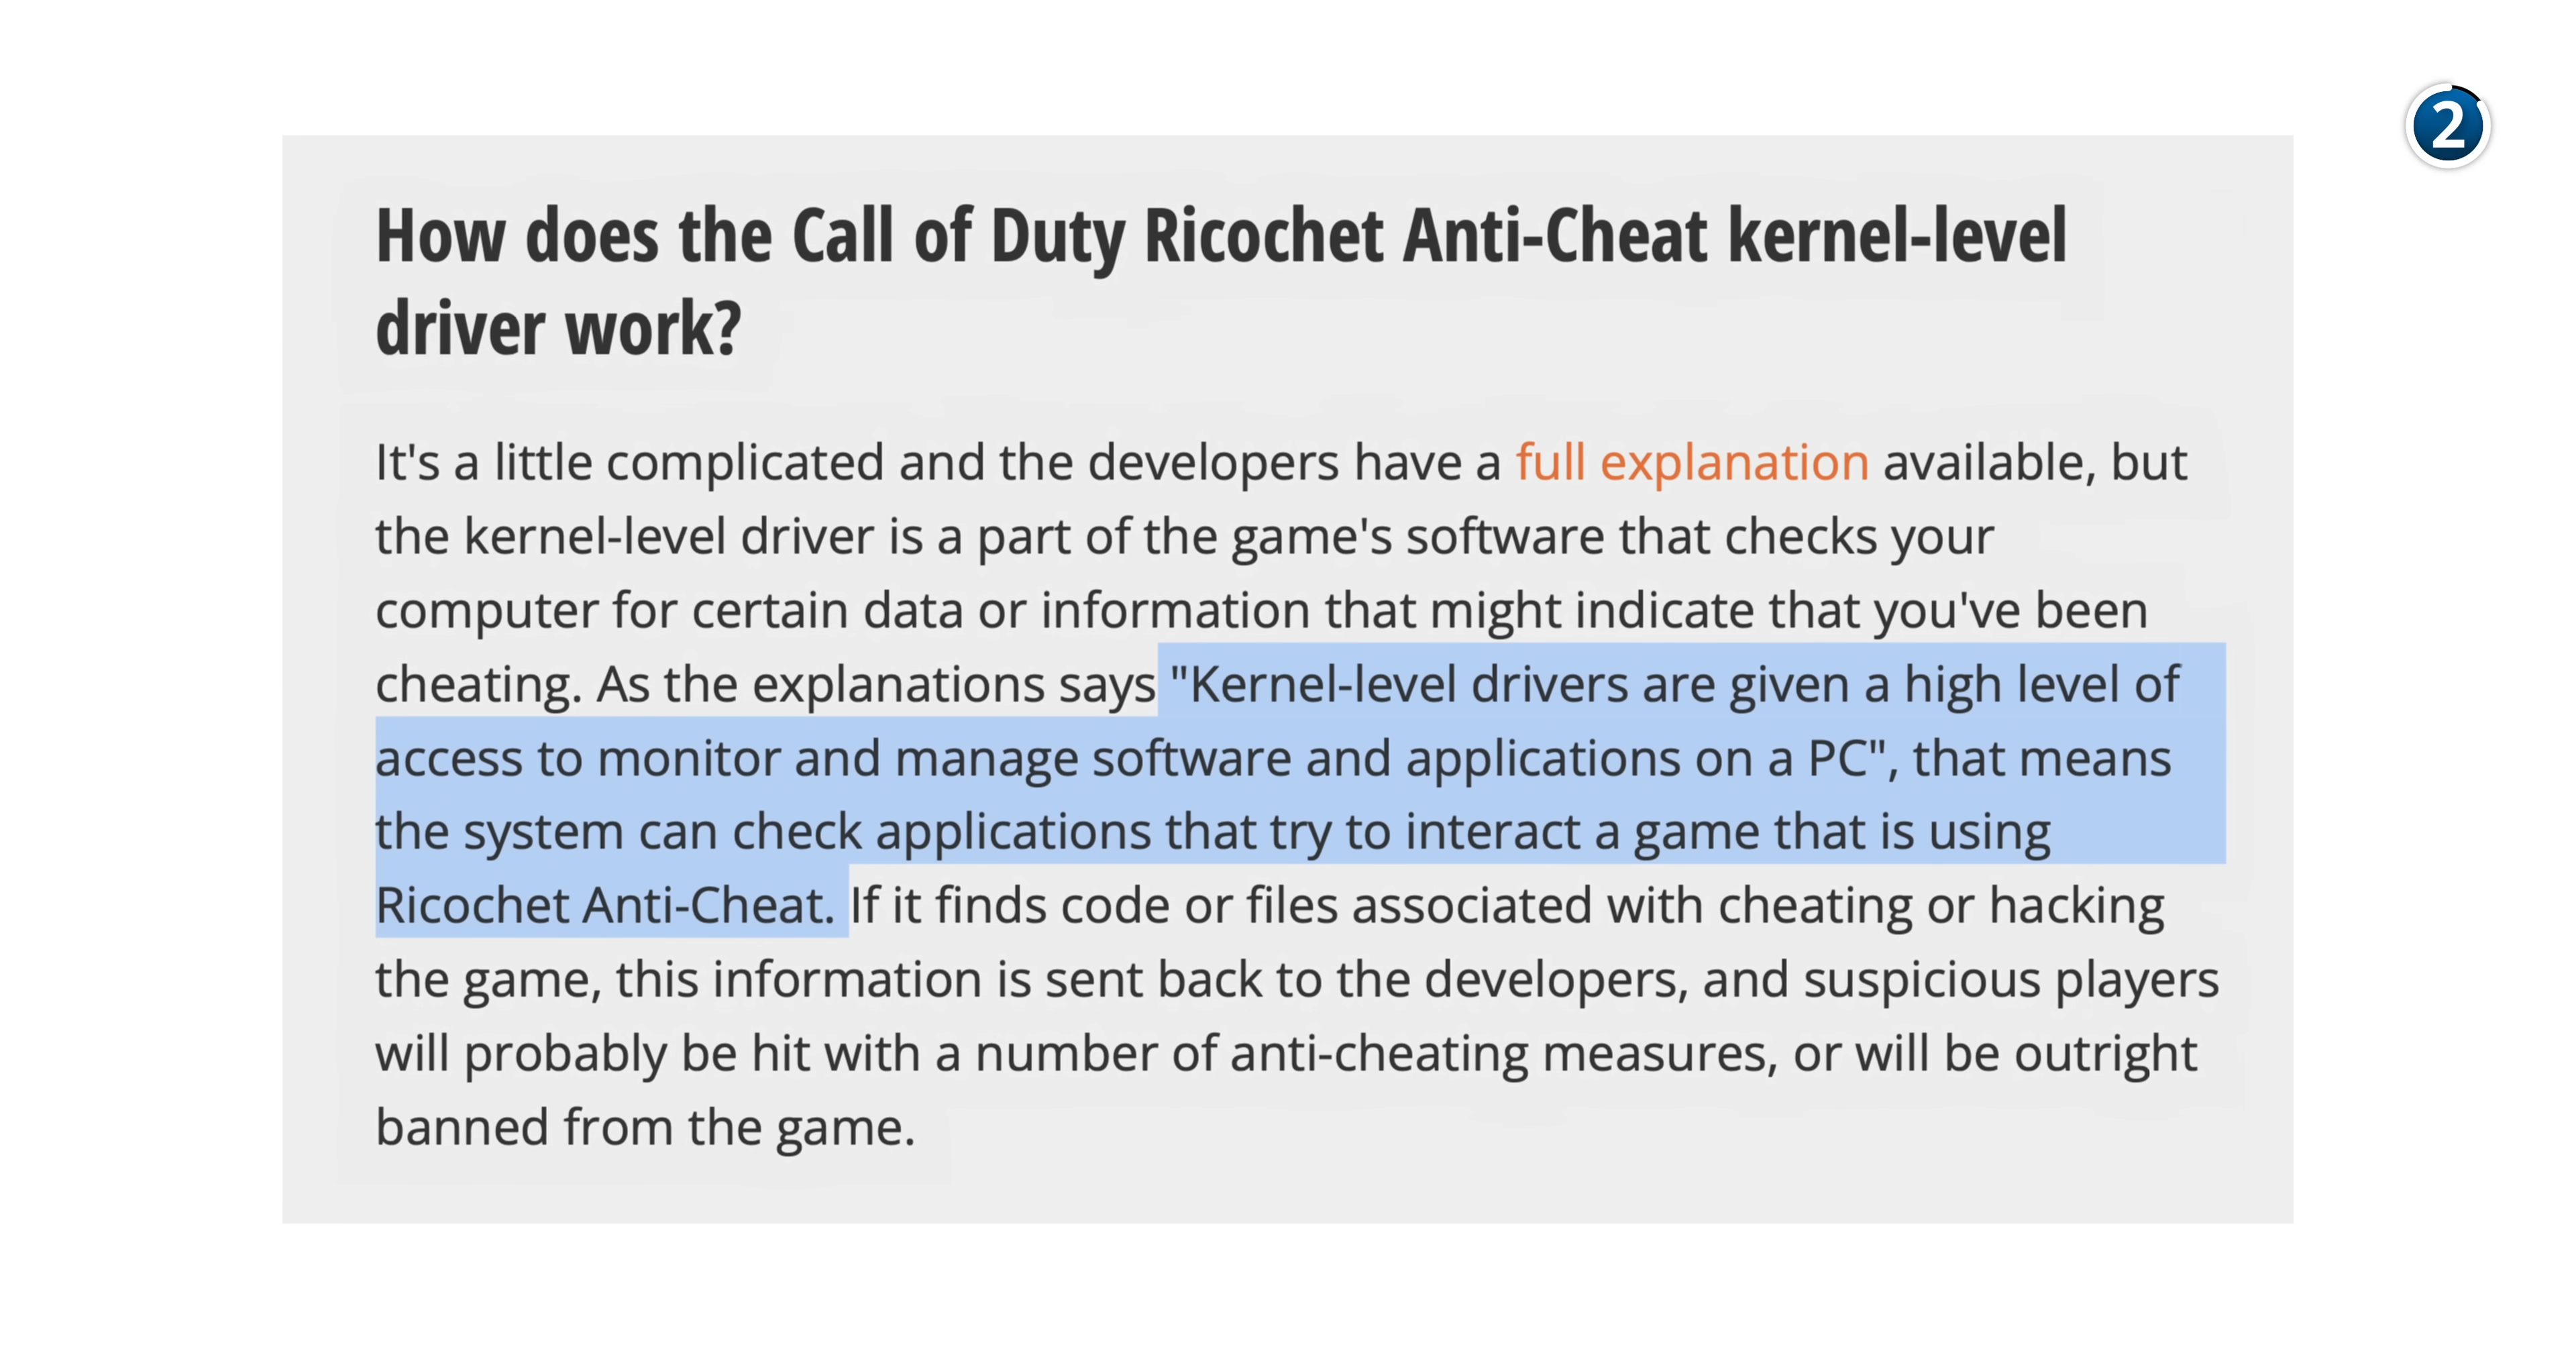 2
How does the Call of Duty Ricochet Anti-Cheat kernel-level
driver work?
It's a little complicated and the developers have a full explanation available, but
the kernel-level driver is a part of the game's software that checks your
computer for certain data or information that might indicate that you've been
cheating. As the explanations says "Kernel-level drivers are given a high level of
access to monitor and manage software and applications on a PC", that means
the system can check applications that try to interact a game that is using
Ricochet Anti-Cheat. If it finds code or files associated with cheating or hacking
the game, this information is sent back to the developers, and suspicious players
will probably be hit with a number of anti-cheating measures, or will be outright
banned from the game.